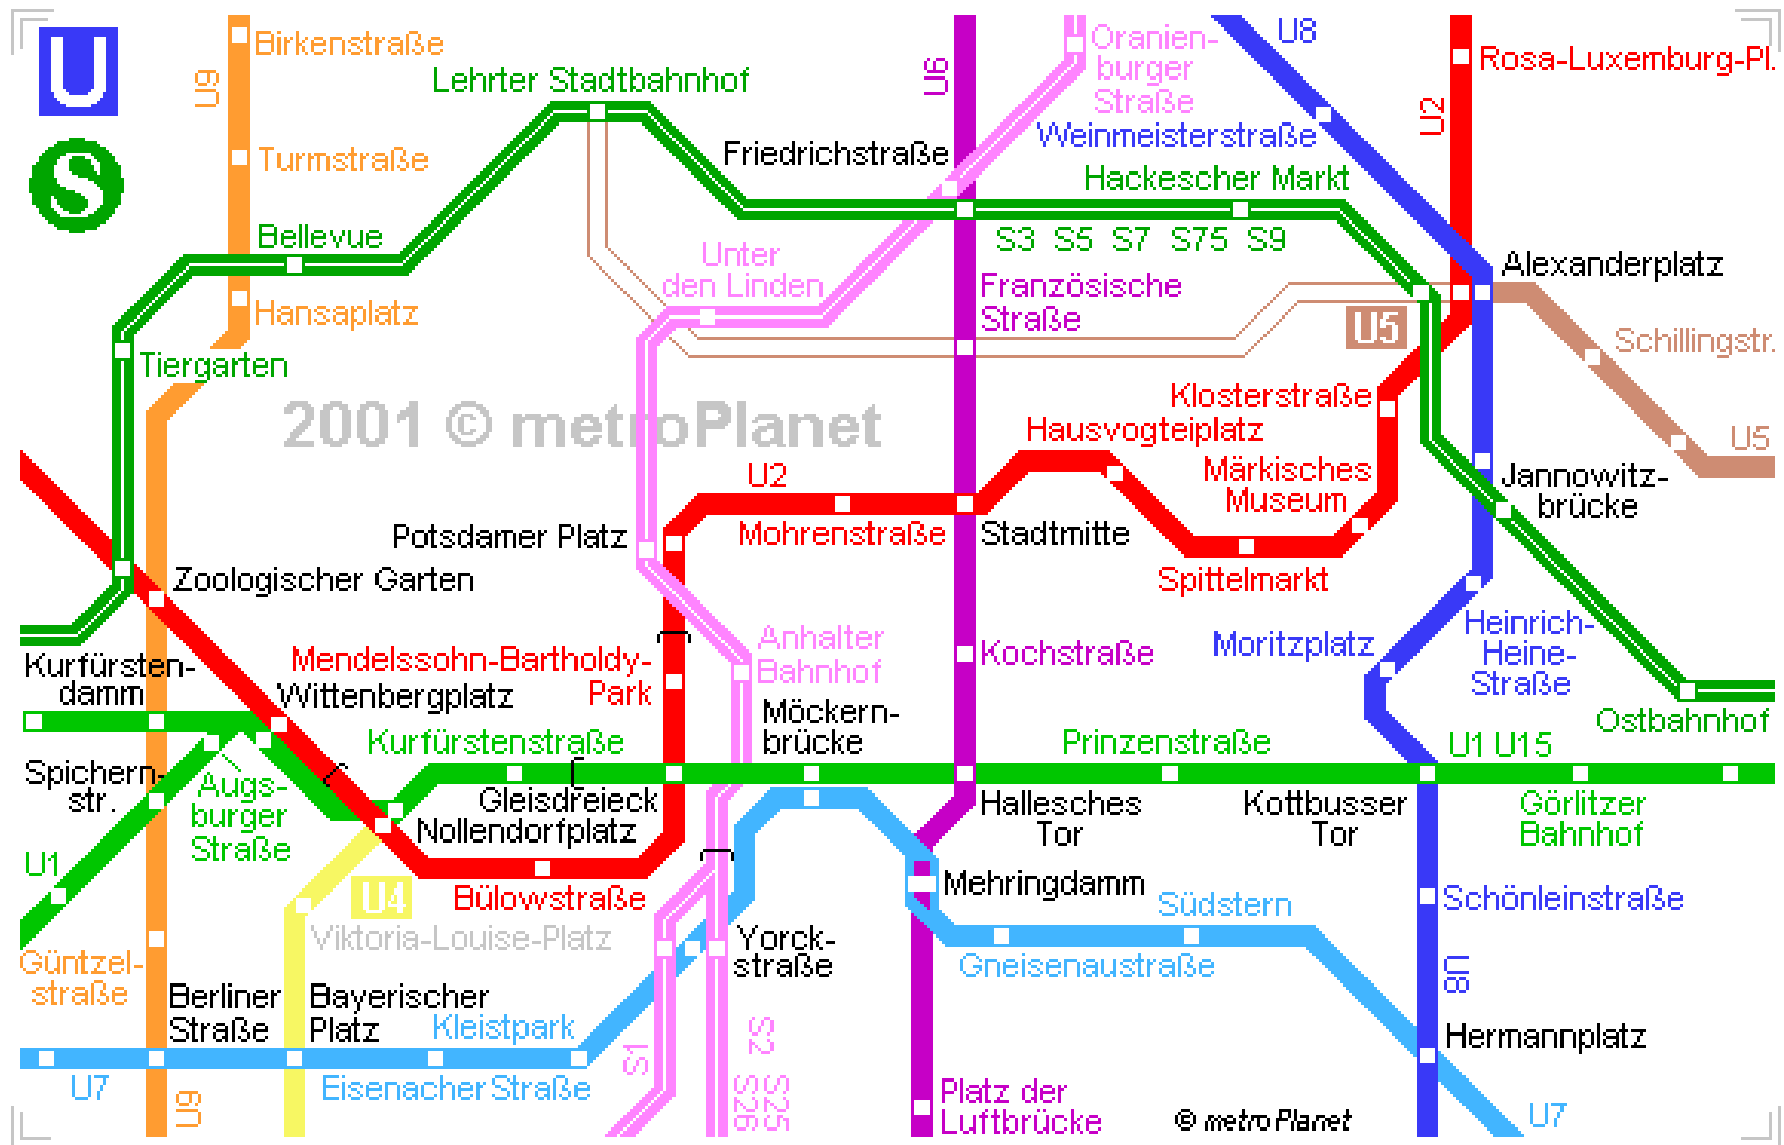 U
S
Birkenstraße
U9
Lehrter Stadtbahnhof
U6
Oranien-
burger
Straße
U8
Rosa-Luxemburg-Pl.
U2
Weinmeisterstraße
Turmstraße
Friedrichstraße
Hackescher Markt
Bellevue
S3 S5 S7 S75 S9
Unter
den Linden
Französische
Straße
Alexanderplatz
Hansaplatz
U5
Schillingstr.
Tiergarten
Klosterstraße
2001 © metroPlanet
Hausvogteiplatz
U5
U2
Märkisches
Museum
Jannowitz-
brücke
Potsdamer Platz
Mohrenstraße
Stadtmitte
Spittelmarkt
Zoologischer Garten
Kurfürsten-
damm
Mendelssohn-Bartholdy-
Park
Anhalter
Bahnhof
Kochstraße
Moritzplatz
Heinrich-
Heine-
Straße
Wittenbergplatz
Möckern-
brücke
Ostbahnhof
Kurfürstenstraße
Prinzenstraße
U1 U15
Spichern-
str.
Augs-
burger
Straße
Gleisdreieck
Nollendorfplatz
Hallesches
Tor
Kottbusser
Tor
Görlitzer
Bahnhof
U1
U4
Bülowstraße
Mehringdamm
Südstern
Schönleinstraße
Viktoria-Louise-Platz
Yorck-
straße
Gneisenaustraße
U8
Güntzel-
straße
Berliner
Straße
Bayerischer
Platz
Kleistpark
Hermannplatz
S1
S2
U7
U9
Eisenacher Straße
S26
S25
Platz der
Luftbrücke
© metroPlanet
U7